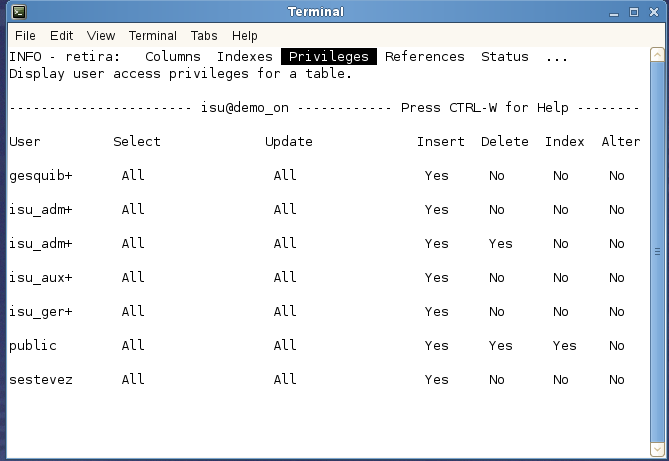 Terminal
File Edit View Terminal Tabs Help
INFO - retira: Columns Indexes Privileges References Status ...
Display user access privileges for a table.
----------------------- isu@demo_on ------------ Press CTRL-W for Help --------
User Select Update Insert Delete Index Alter
gesquib+ All All Yes No No No
isu_adm+ All All Yes No No No
isu_adm+ All All Yes Yes No No
isu_aux+ All All Yes No No No
isu_ger+ All All Yes No No No
public All All Yes Yes Yes No
sestevez All All Yes No No No